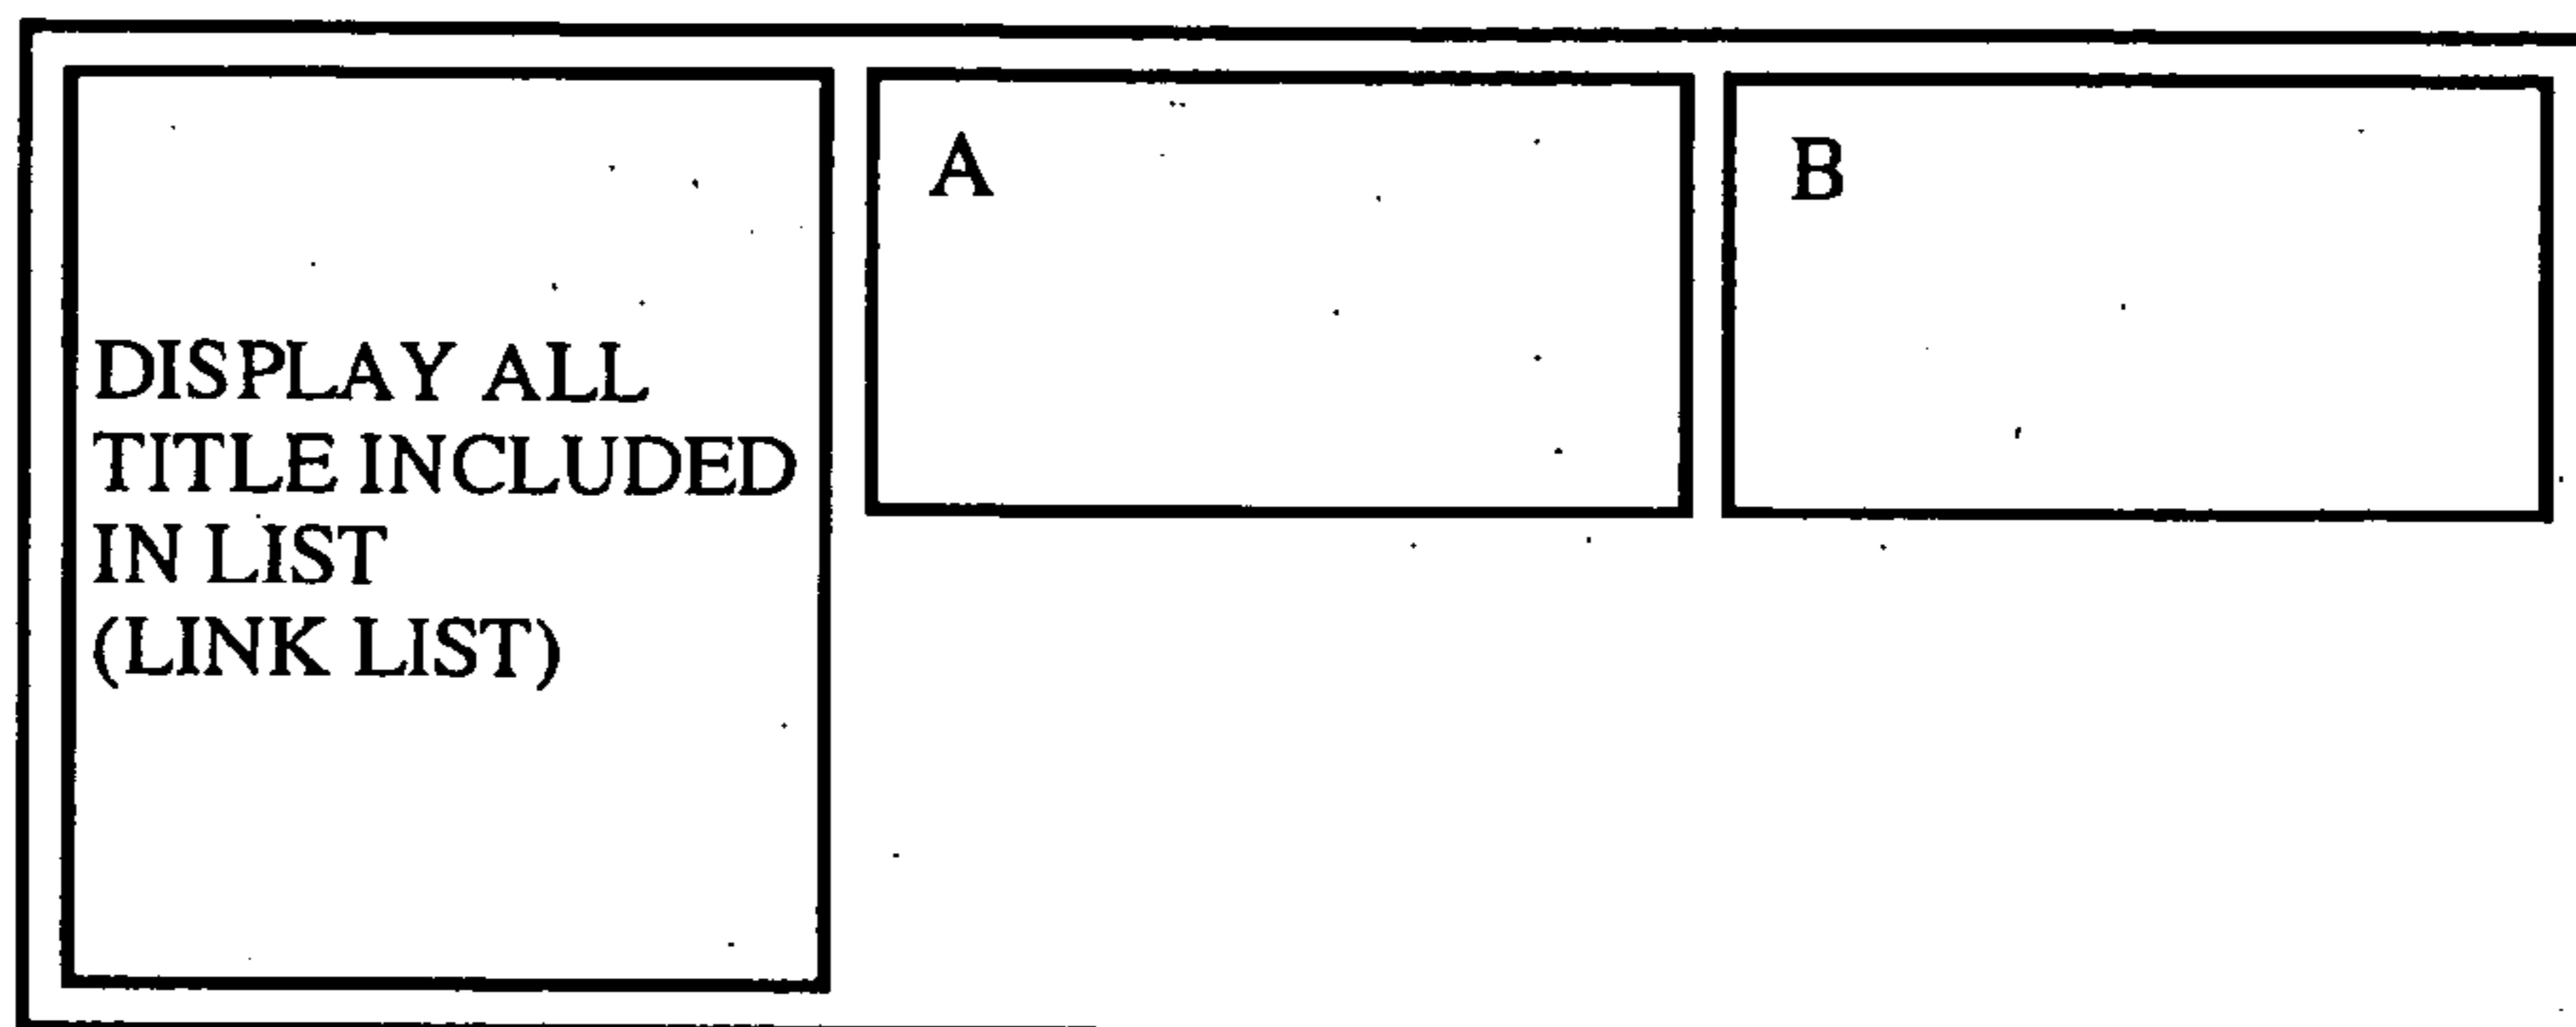 DISPLAY ALL
TITLE INCLUDED
IN LIST
(LINK LIST)
A
B